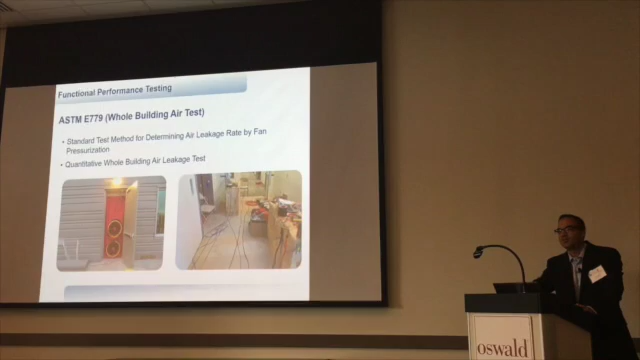 Functional Performance Testing
ASTM E779 (Whole Building Air Test)
• Standard Test Method for Determining Air Leakage Rate by Fan
Pressurization
• Quantitative Whole Building Air Leakage Test
oswald